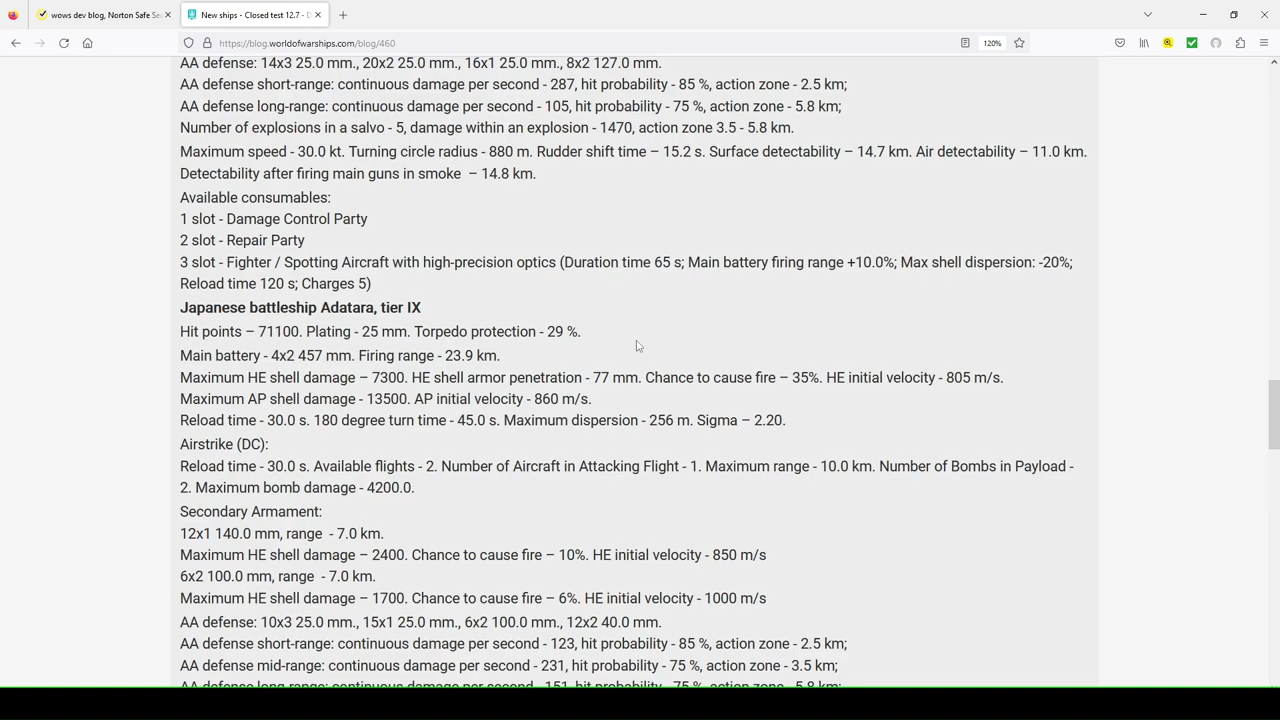 wows dev blog, Norton Safe Se
New ships - Closed test 12.7 - D
https://blog.worldofwarships.com/blog/460
120%
AA defense: 14x3 25.0 mm., 20x2 25.0 mm., 16x1 25.0 mm., 8x2 127.0 mm.
AA defense short-range: continuous damage per second - 287, hit probability - 85 %, action zone - 2.5 km;
AA defense long-range: continuous damage per second - 105, hit probability - 75 %, action zone - 5.8 km;
Number of explosions in a salvo - 5, damage within an explosion - 1470, action zone 3.5 - 5.8 km.
Maximum speed - 30.0 kt. Turning circle radius - 880 m. Rudder shift time – 15.2 s. Surface detectability – 14.7 km. Air detectability – 11.0 km.
Detectability after firing main guns in smoke – 14.8 km.
Available consumables:
1 slot - Damage Control Party
2 slot - Repair Party
3 slot - Fighter / Spotting Aircraft with high-precision optics (Duration time 65 s; Main battery firing range +10.0%; Max shell dispersion: -20%;
Reload time 120 s; Charges 5)
Japanese battleship Adatara, tier IX
Hit points – 71100. Plating - 25 mm. Torpedo protection - 29 %.
Main battery - 4x2 457 mm. Firing range - 23.9 km.
Maximum HE shell damage – 7300. HE shell armor penetration - 77 mm. Chance to cause fire – 35%. HE initial velocity - 805 m/s.
Maximum AP shell damage - 13500. AP initial velocity - 860 m/s.
Reload time - 30.0 s. 180 degree turn time - 45.0 s. Maximum dispersion - 256 m. Sigma – 2.20.
Airstrike (DC):
Reload time - 30.0 s. Available flights - 2. Number of Aircraft in Attacking Flight - 1. Maximum range - 10.0 km. Number of Bombs in Payload -
2. Maximum bomb damage - 4200.0.
Secondary Armament:
12x1 140.0 mm, range - 7.0 km.
Maximum HE shell damage – 2400. Chance to cause fire – 10%. HE initial velocity - 850 m/s
6x2 100.0 mm, range - 7.0 km.
Maximum HE shell damage – 1700. Chance to cause fire – 6%. HE initial velocity - 1000 m/s
AA defense: 10x3 25.0 mm., 15x1 25.0 mm., 6x2 100.0 mm., 12x2 40.0 mm.
AA defense short-range: continuous damage per second - 123, hit probability - 85 %, action zone - 2.5 km;
AA defense mid-range: continuous damage per second - 231, hit probability - 75 %, action zone - 3.5 km;
AA defense long-range: continuous damage per second - 151, hit probability - 75 %, action zone - 5.8 km;